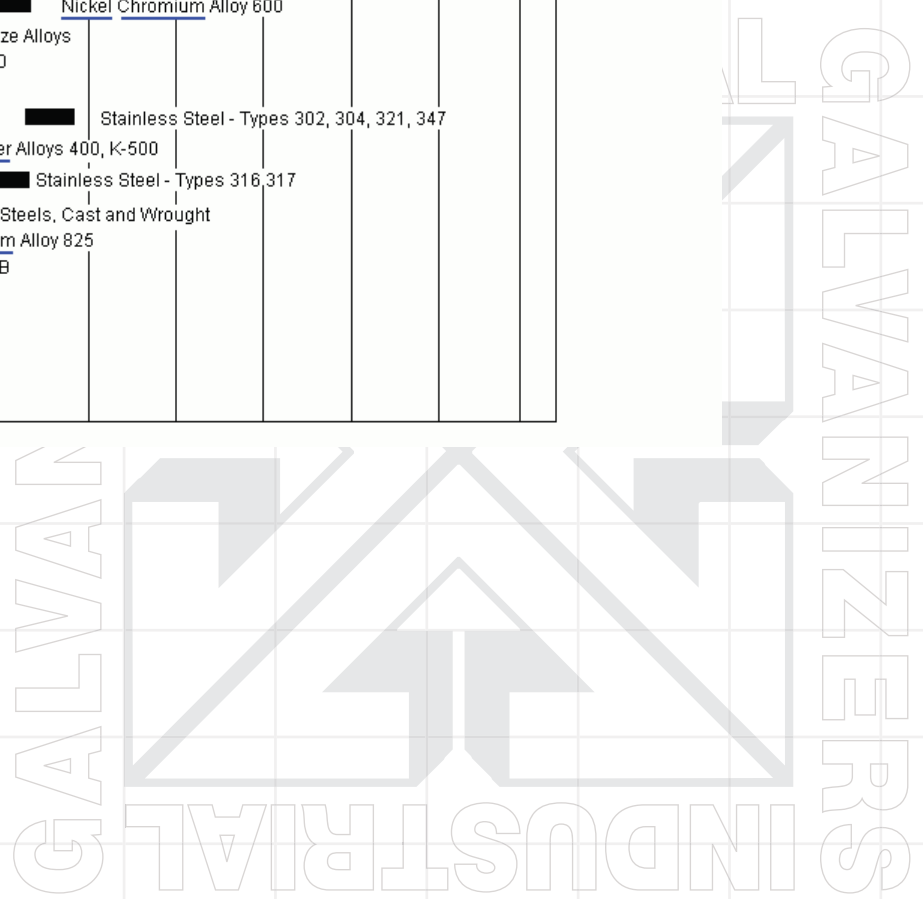 Nickel Chromium Alloy 600
ze Alloys
0
Stainless Steel - Types 302, 304, 321, 347
er Alloys 400, K-500
Stainless Steel - Types 316,317
Steels, Cast and Wrought
m Alloy 825
B
AL
GALVANIZERS
GALVAN
INDUSTRIAL